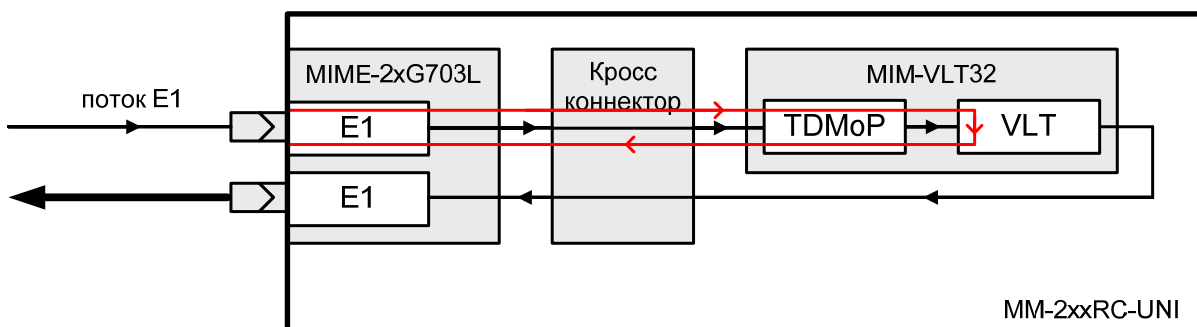 поток E1
MIME-2xG703L
E1
E1
Кросс
коннектор
MIM-VLT32
TDMoP
VLT
MM-2xxRC-UNI